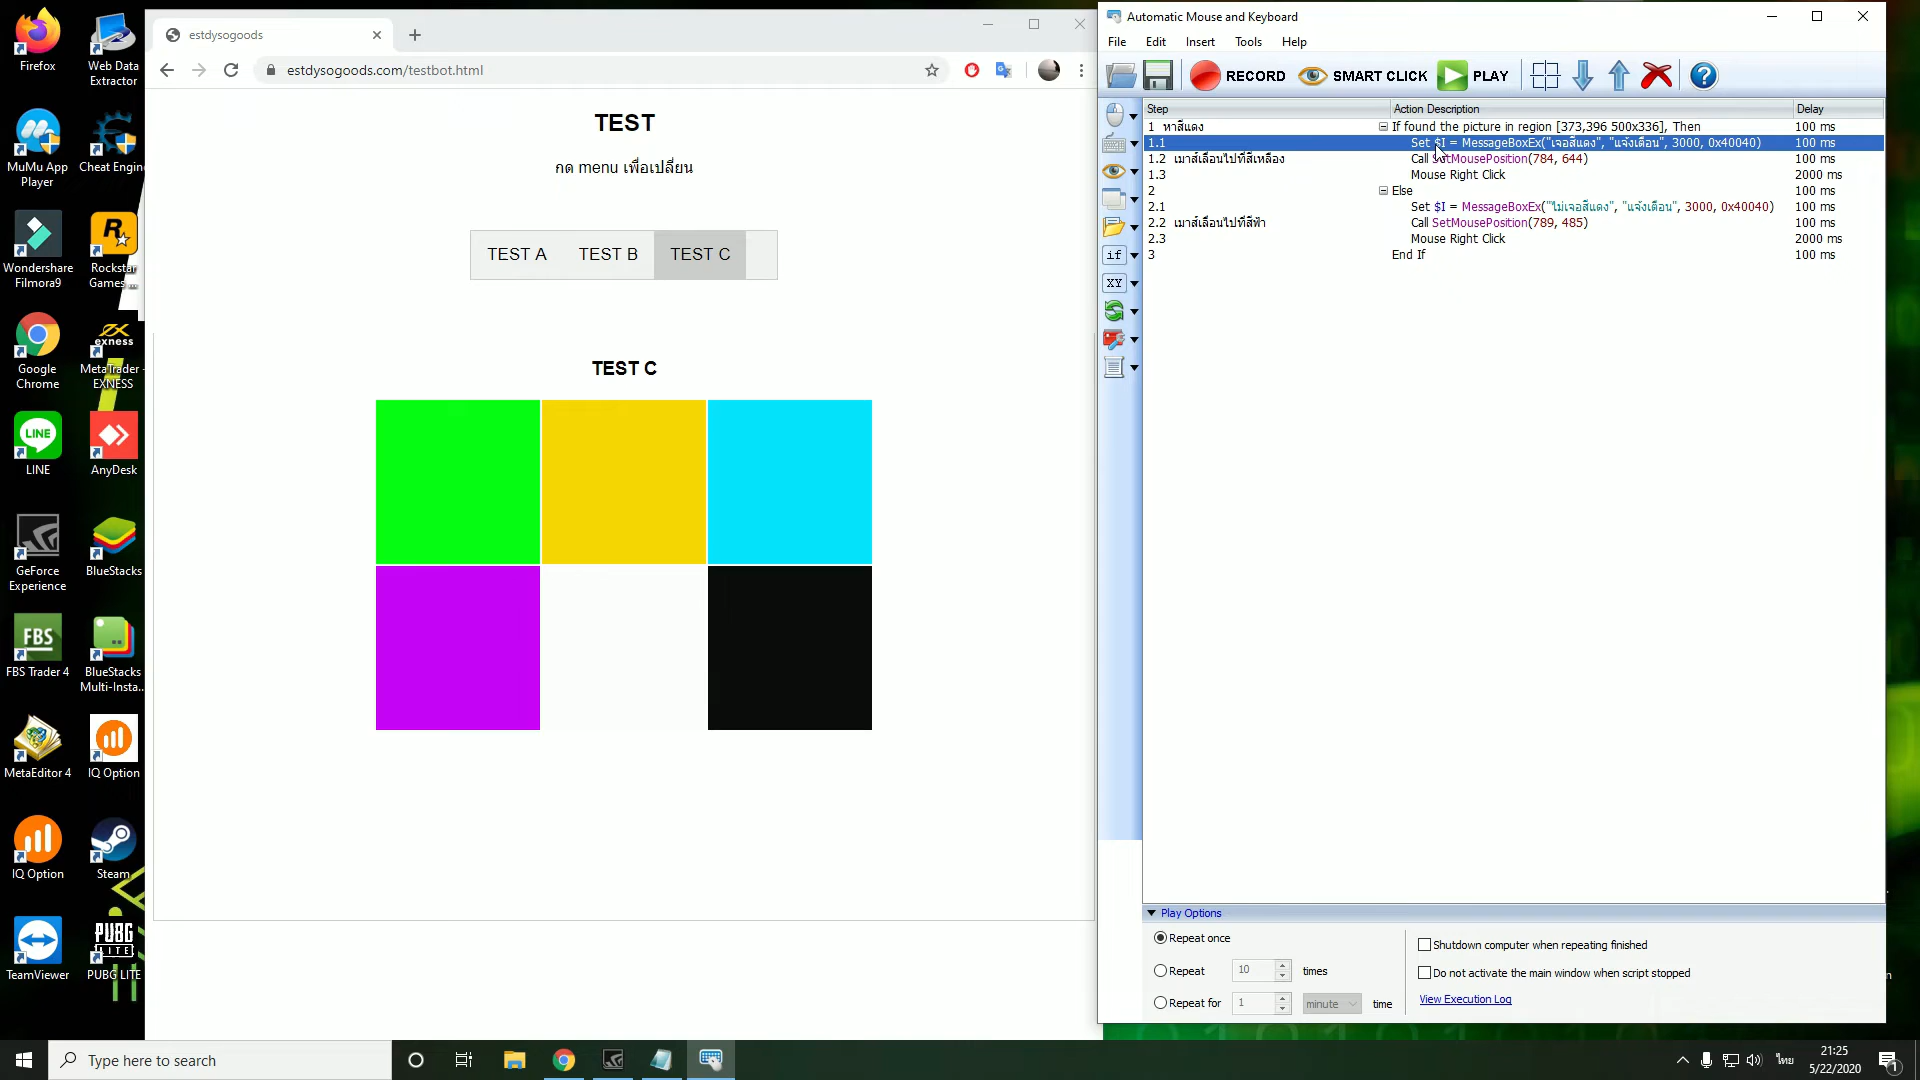 Firefox
Web Data
Extractor
MuMu App
Player
Cheat Engine
Wondershare
Filmora9
Rockstar
Games ...
Google
Chrome
exness
MetaTrader -
EXNESS
LINE
LINE
AnyDesk
GeForce
Experience
BlueStacks
FBS
FBS Trader 4
BlueStacks
Multi-Insta...
MetaEditor 4
IQ Option
IQ Option
Steam
TeamViewer
PUBG
LITE
PUBG LITE
estdysogoods
estdysogoods.com/testbot.html
TEST
กด menu เพื่อเปลี่ยน
TEST A TEST B TEST C
TEST C
Automatic Mouse and Keyboard
File Edit Insert Tools Help
RECORD SMART CLICK PLAY
Step Action Description Delay
1 หาสีแดง If found the picture in region [373,396 500x336], Then 100 ms
1.1 Set $I = MessageBoxEx("เจอสีแดง", "แจ้งเตือน", 3000, 0x40040) 100 ms
1.2 เมาส์เลื่อนไปที่สีเหลือง Call SetMousePosition(784, 644) 100 ms
1.3 Mouse Right Click 2000 ms
2 Else 100 ms
2.1 Set $I = MessageBoxEx("ไม่เจอสีแดง", "แจ้งเตือน", 3000, 0x40040) 100 ms
2.2 เมาส์เลื่อนไปที่สีฟ้า Call SetMousePosition(789, 485) 100 ms
2.3 Mouse Right Click 2000 ms
3 End If 100 ms
if
XY
Play Options
Repeat once
Repeat 10 times
Repeat for 1 minute time
Shutdown computer when repeating finished
Do not activate the main window when script stopped
View Execution Log
Type here to search
ไทย
21:25
5/22/2020
1